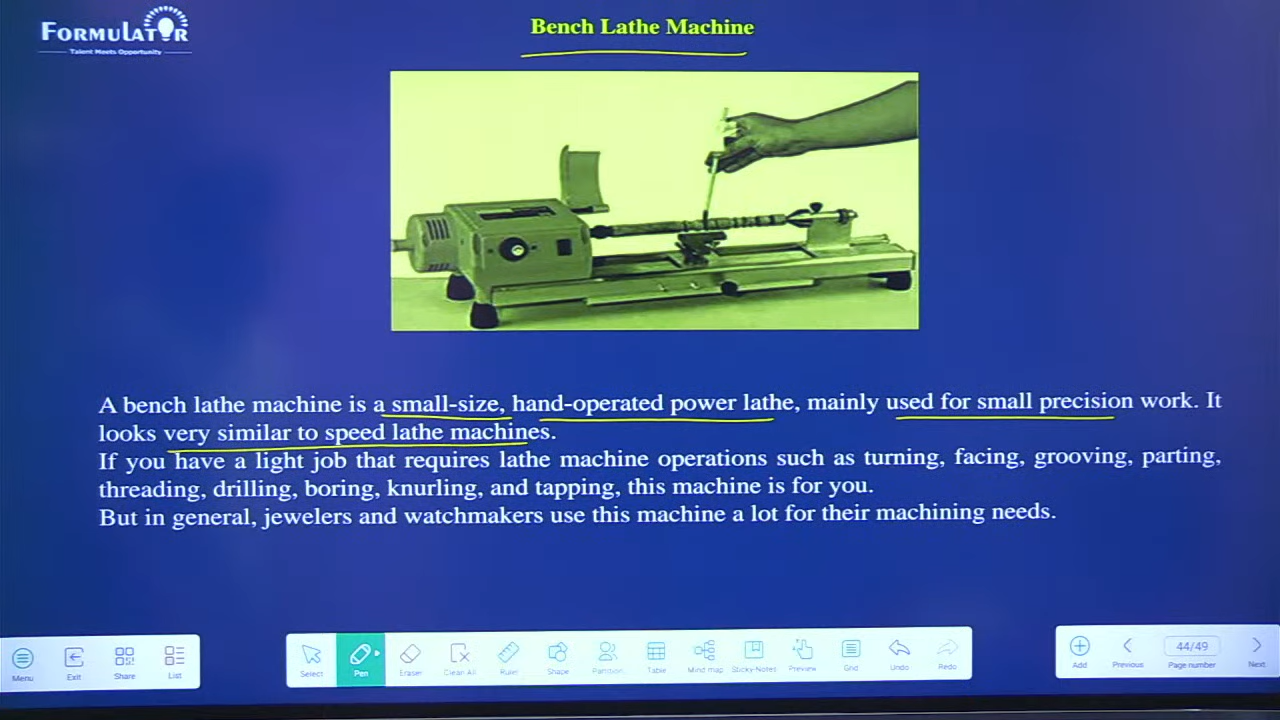 FORMULATOR
Talent Meets Opportunity
Bench Lathe Machine
A bench lathe machine is a small-size, hand-operated power lathe, mainly used for small precision work. It
looks very similar to speed lathe machines.
If you have a light job that requires lathe machine operations such as turning, facing, grooving, parting,
threading, drilling, boring, knurling, and tapping, this machine is for you.
But in general, jewelers and watchmakers use this machine a lot for their machining needs.
Menu Exit Share List Select Pen Eraser Clean All Ruler Shape Partition Table Mind map Sticky-Notes Preview Grid Undo Redo Add Previous 44/49 Page number Next